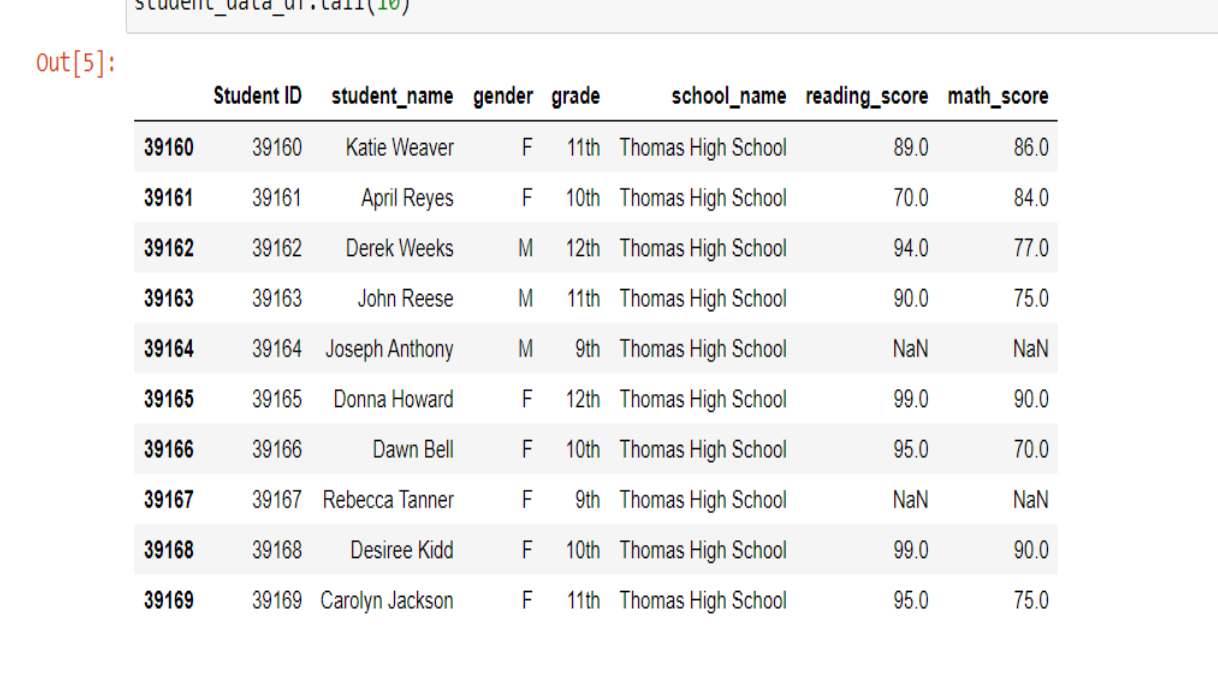 student_data_df.tail(10)
Out[5]:
Student ID student_name gender grade school_name reading_score math_score
39160 39160 Katie Weaver F 11th Thomas High School 89.0 86.0
39161 39161 April Reyes F 10th Thomas High School 70.0 84.0
39162 39162 Derek Weeks M 12th Thomas High School 94.0 77.0
39163 39163 John Reese M 11th Thomas High School 90.0 75.0
39164 39164 Joseph Anthony M 9th Thomas High School NaN NaN
39165 39165 Donna Howard F 12th Thomas High School 99.0 90.0
39166 39166 Dawn Bell F 10th Thomas High School 95.0 70.0
39167 39167 Rebecca Tanner F 9th Thomas High School NaN NaN
39168 39168 Desiree Kidd F 10th Thomas High School 99.0 90.0
39169 39169 Carolyn Jackson F 11th Thomas High School 95.0 75.0